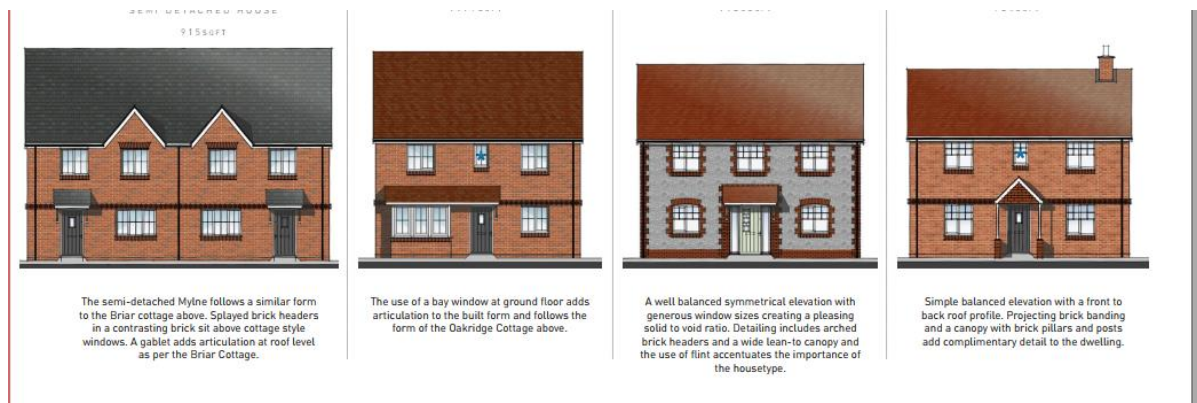 SEMI DETACHED HOUSE
915SQFT
The semi-detached Mylne follows a similar form
to the Briar cottage above. Splayed brick headers
in a contrasting brick sit above cottage style
windows. A gablet adds articulation at roof level
as per the Briar Cottage.
The use of a bay window at ground floor adds
articulation to the built form and follows the
form of the Oakridge Cottage above.
A well balanced symmetrical elevation with
generous window sizes creating a pleasing
solid to void ratio. Detailing includes arched
brick headers and a wide lean-to canopy and
the use of flint accentuates the importance of
the housetype.
Simple balanced elevation with a front to
back roof profile. Projecting brick banding
and a canopy with brick pillars and posts
add complimentary detail to the dwelling.